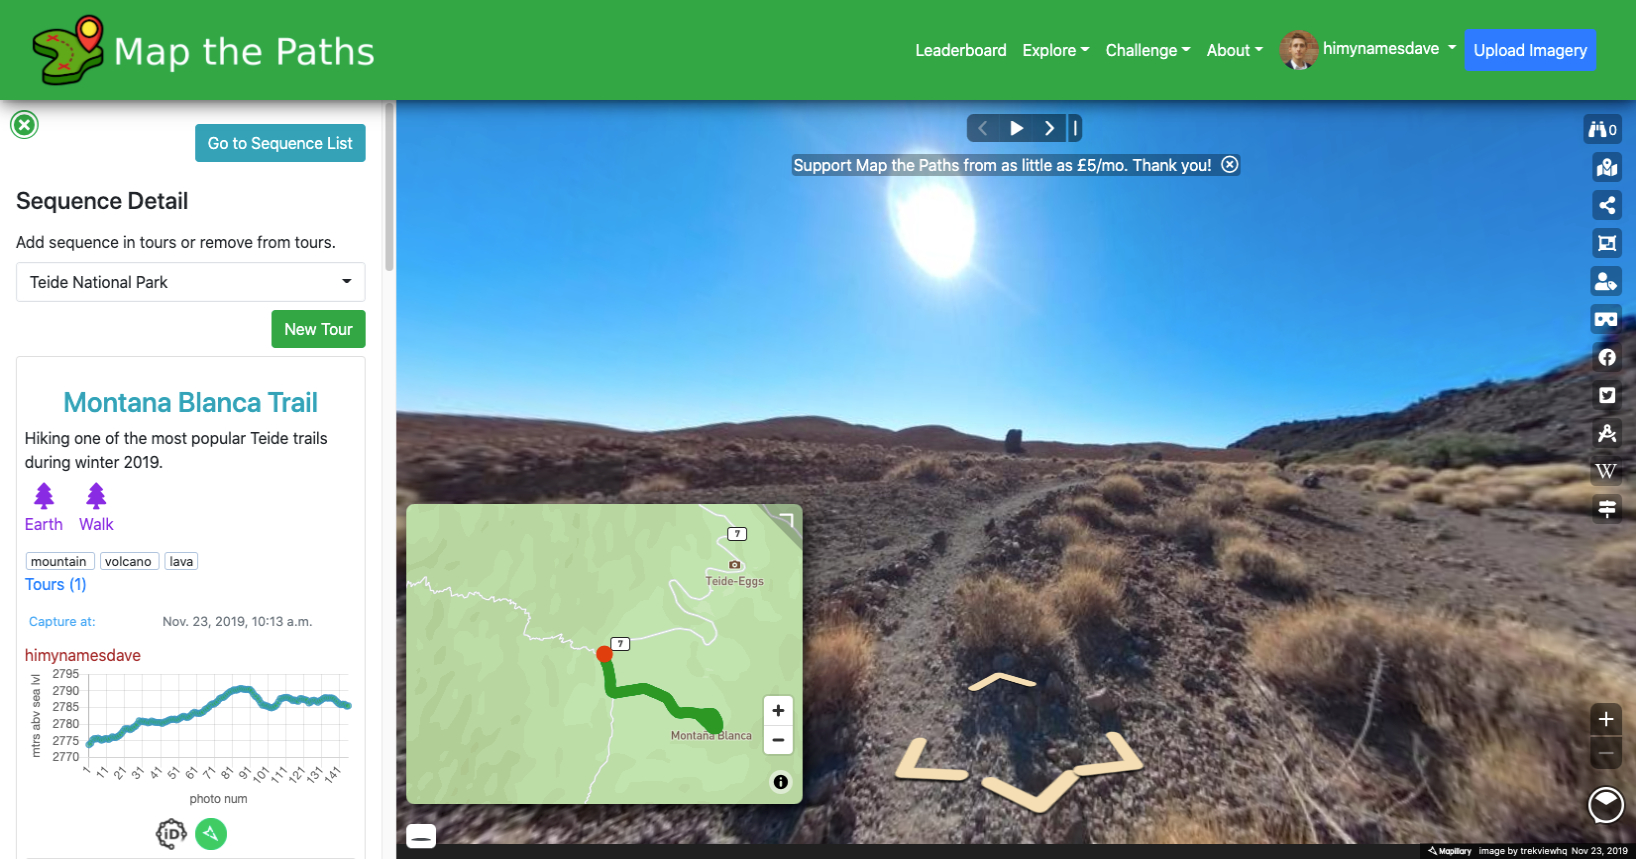 Map the Paths
Leaderboard Explore Challenge About himynamesdave Upload Imagery
Go to Sequence List
Sequence Detail
Add sequence in tours or remove from tours.
Teide National Park
New Tour
Montana Blanca Trail
Hiking one of the most popular Teide trails
during winter 2019.
Earth Walk
mountain volcano lava
Tours (1)
Capture at: Nov. 23, 2019, 10:13 a.m.
himynamesdave
mtrs abv sea lvl
2795
2790
2785
2780
2775
2770
1 11 21 31 41 51 61 71 81 91 101 111 121 131 141
photo num
iD
Support Map the Paths from as little as £5/mo. Thank you!
0
W
7
Teide-Eggs
7
Montana Blanca
Mapillary image by trekviewhq Nov 23, 2019